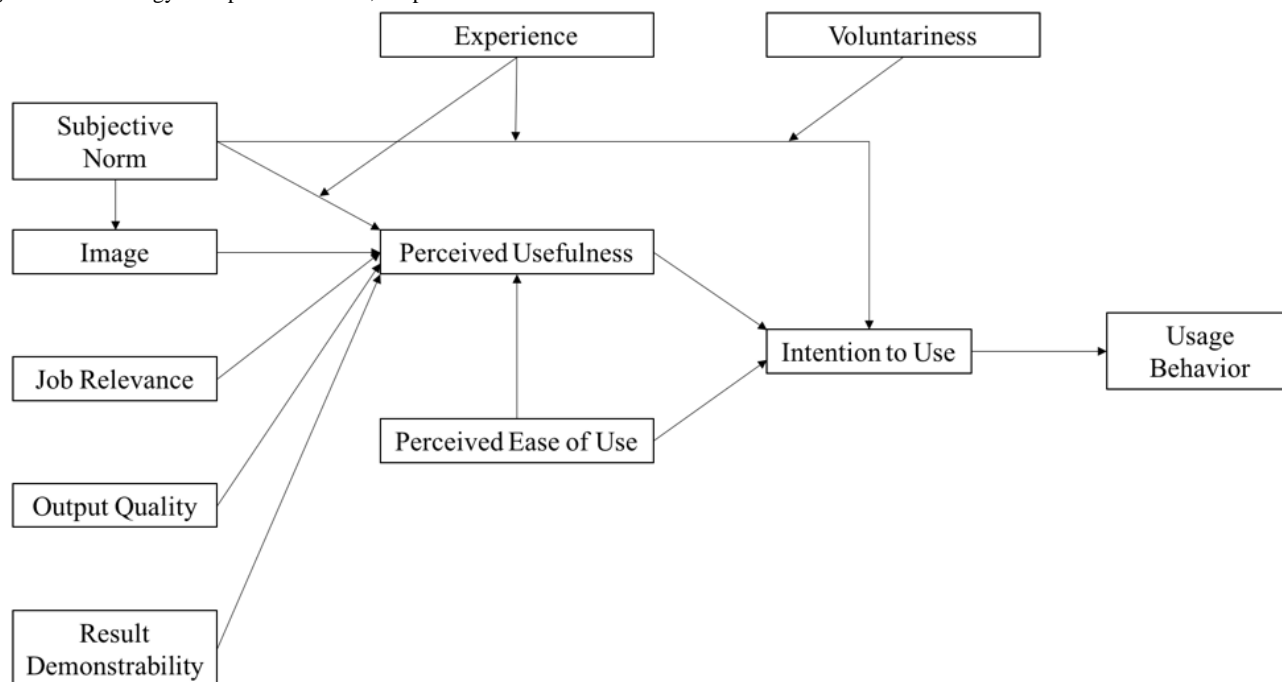 Experience
Voluntariness
Subjective
Norm
Image
Perceived Usefulness
Job Relevance
Intention to Use
Usage
Behavior
Perceived Ease of Use
Output Quality
Result
Demonstrability